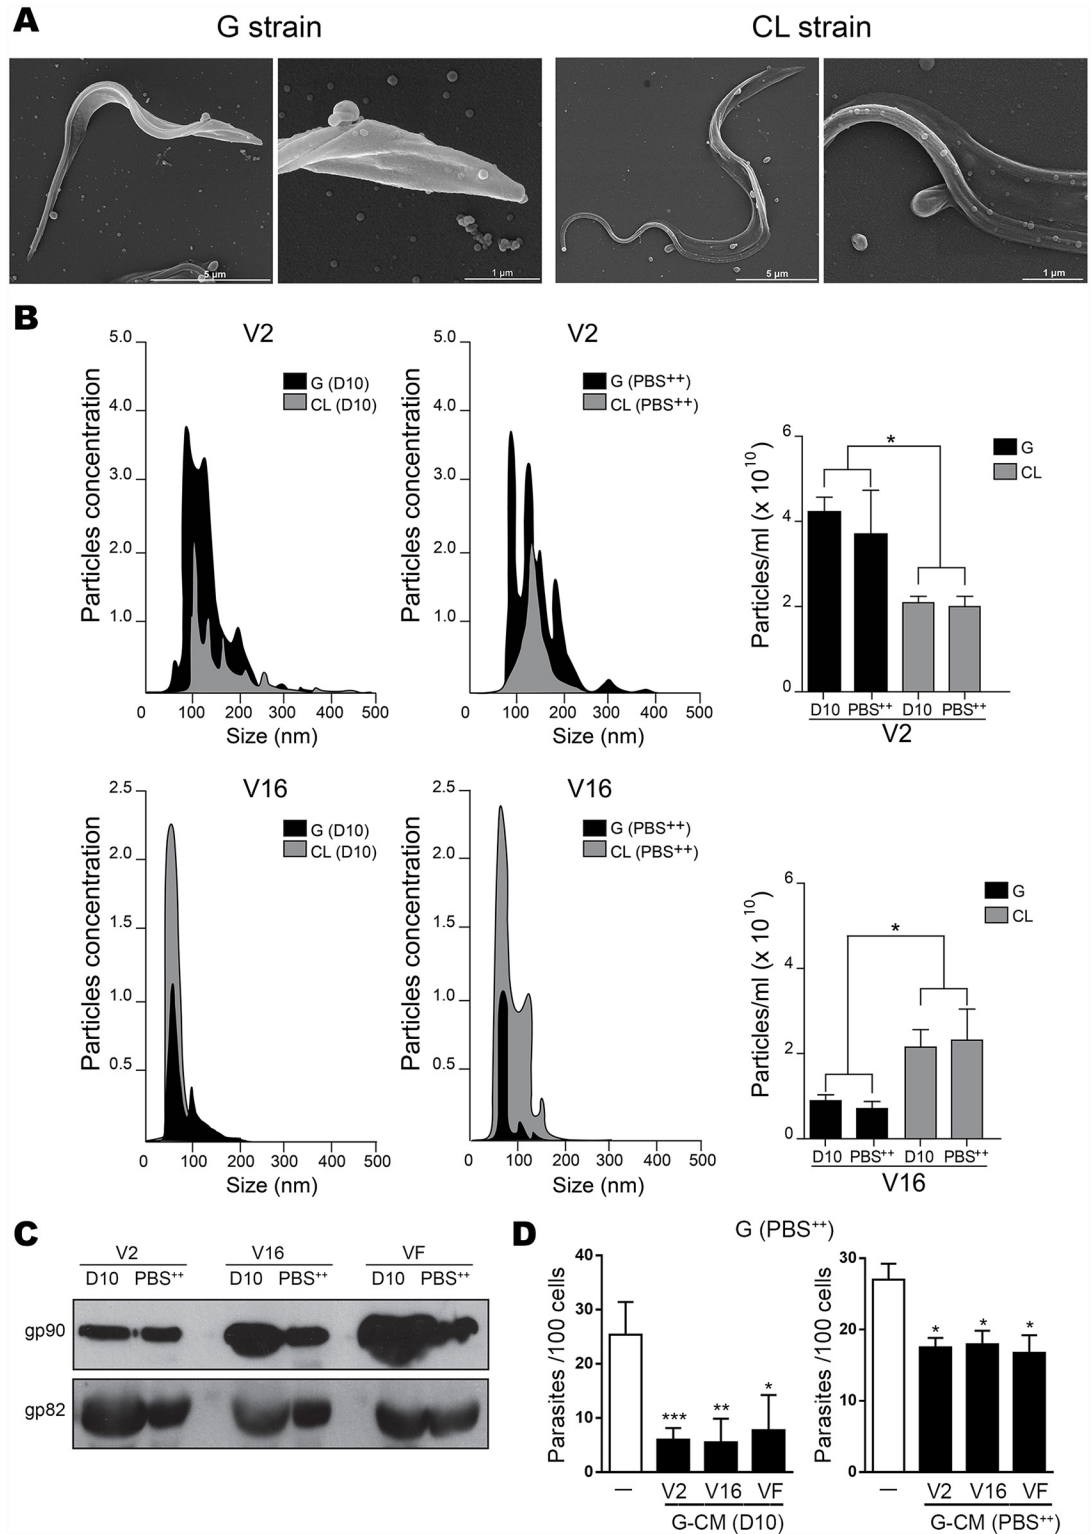 A
G strain
CL strain
5 µm
1 µm
5 µm
1 µm
B
V2
5.0
4.0
3.0
2.0
1.0
Particles concentration
G (D10)
CL (D10)
0 100 200 300 400 500
Size (nm)
V2
5.0
4.0
3.0
2.0
1.0
Particles concentration
G (PBS++)
CL (PBS++)
0 100 200 300 400 500
Size (nm)
6
4
2
0
Particles/ml (x 10^10)
*
G
CL
D10 PBS++ D10 PBS++
V2
V16
2.5
2.0
1.5
1.0
0.5
Particles concentration
G (D10)
CL (D10)
0 100 200 300 400 500
Size (nm)
V16
2.5
2.0
1.5
1.0
0.5
Particles concentration
G (PBS++)
CL (PBS++)
0 100 200 300 400 500
Size (nm)
6
4
2
0
Particles/ml (x 10^10)
*
G
CL
D10 PBS++ D10 PBS++
V16
C
V2 V16 VF
D10 PBS++ D10 PBS++ D10 PBS++
gp90
gp82
D
G (PBS++)
40
30
20
10
0
Parasites /100 cells
*** ** *
— V2 V16 VF
G-CM (D10)
30
20
10
0
Parasites /100 cells
* * *
— V2 V16 VF
G-CM (PBS++)